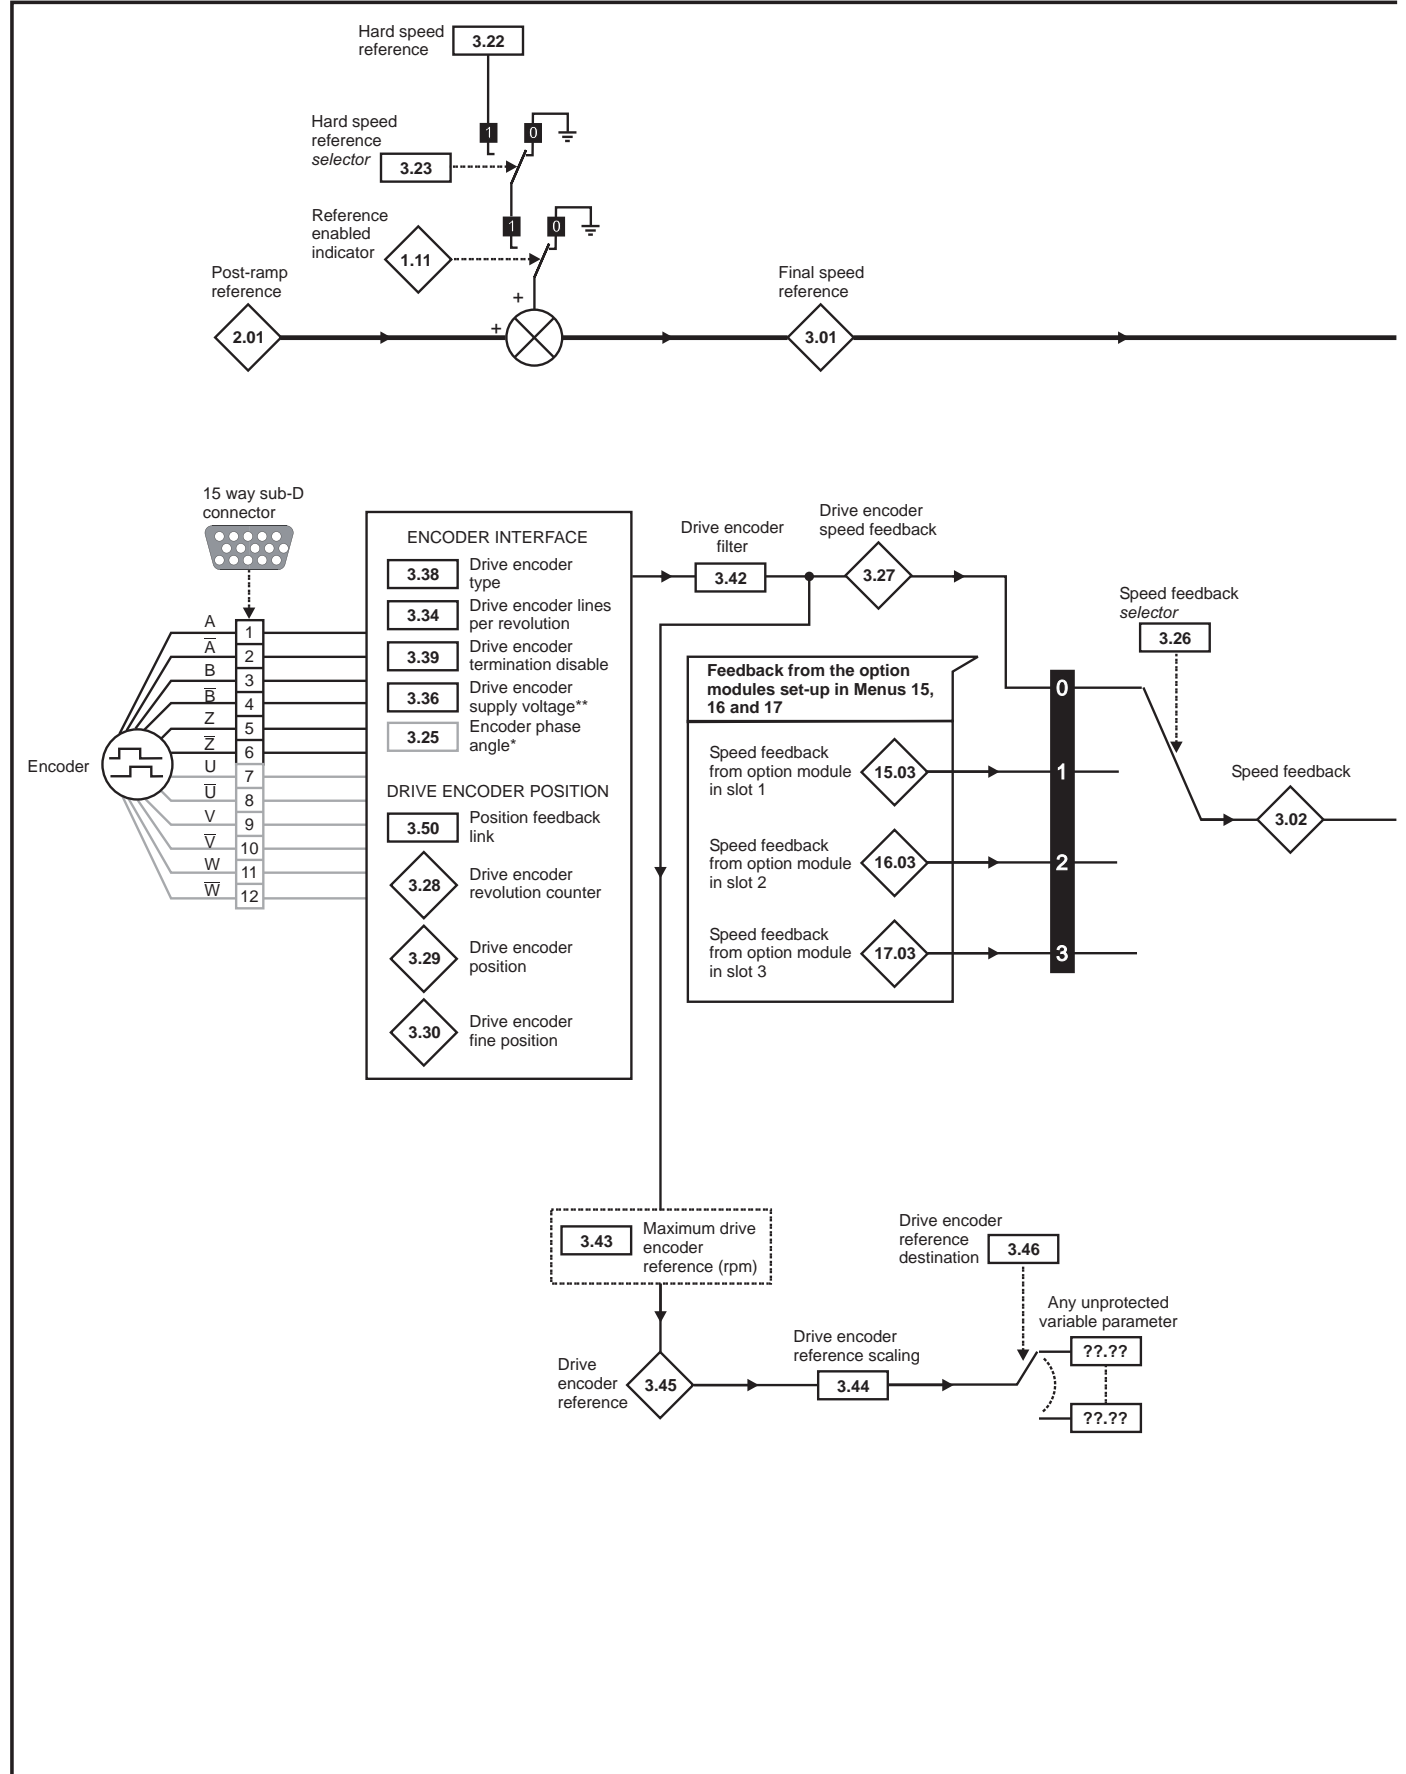 Hard speed
reference
3.22
Hard speed
reference
selector
3.23
1
0
Reference
enabled
indicator
1.11
1
0
Post-ramp
reference
2.01
+
+
Final speed
reference
3.01
15 way sub-D
connector
Encoder
A
1
A̅
2
B
3
B̅
4
Z
5
Z̅
6
U
7
U̅
8
V
9
V̅
10
W
11
W̅
12
ENCODER INTERFACE
3.38
Drive encoder
type
3.34
Drive encoder lines
per revolution
3.39
Drive encoder
termination disable
3.36
Drive encoder
supply voltage**
3.25
Encoder phase
angle*
DRIVE ENCODER POSITION
3.50
Position feedback
link
3.28
Drive encoder
revolution counter
3.29
Drive encoder
position
3.30
Drive encoder
fine position
Drive encoder
filter
3.42
Drive encoder
speed feedback
3.27
Feedback from the option
modules set-up in Menus 15,
16 and 17
Speed feedback
from option module
in slot 1
15.03
Speed feedback
from option module
in slot 2
16.03
Speed feedback
from option module
in slot 3
17.03
0
1
2
3
Speed feedback
selector
3.26
Speed feedback
3.02
3.43
Maximum drive
encoder
reference (rpm)
Drive
encoder
reference
3.45
Drive encoder
reference scaling
3.44
Drive encoder
reference
destination
3.46
Any unprotected
variable parameter
??.??
??.??